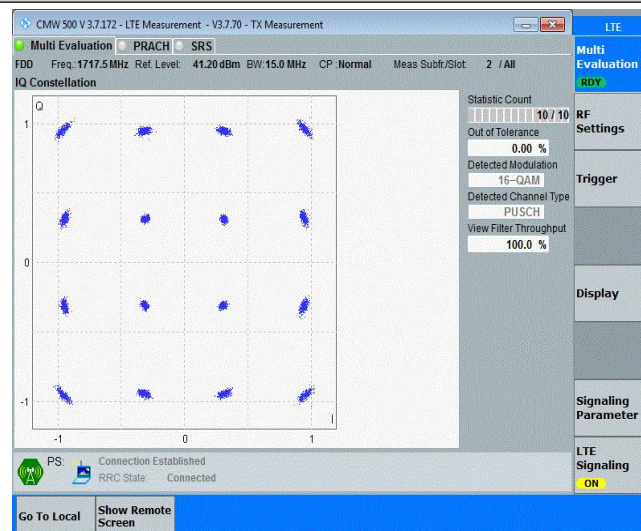 CMW 500 V 3.7.172 - LTE Measurement - V3.7.70 - TX Measurement
LTE
Multi Evaluation PRACH SRS
Multi
Evaluation
RDY
FDD Freq.:1717.5 MHz Ref. Level: 41.20 dBm BW:15.0 MHz CP :Normal Meas Subfr./Slot 2 / All
IQ Constellation
Q
1
0
-1
-1
0
1
I
Statistic Count
10 / 10
Out of Tolerance
0.00 %
Detected Modulation
16-QAM
Detected Channel Type
PUSCH
View Filter Throughput
100.0 %
RF
Settings
Trigger
Display
Signaling
Parameter
LTE
Signaling
ON
PS: Connection Established
RRC State: Connected
Go To Local
Show Remote
Screen